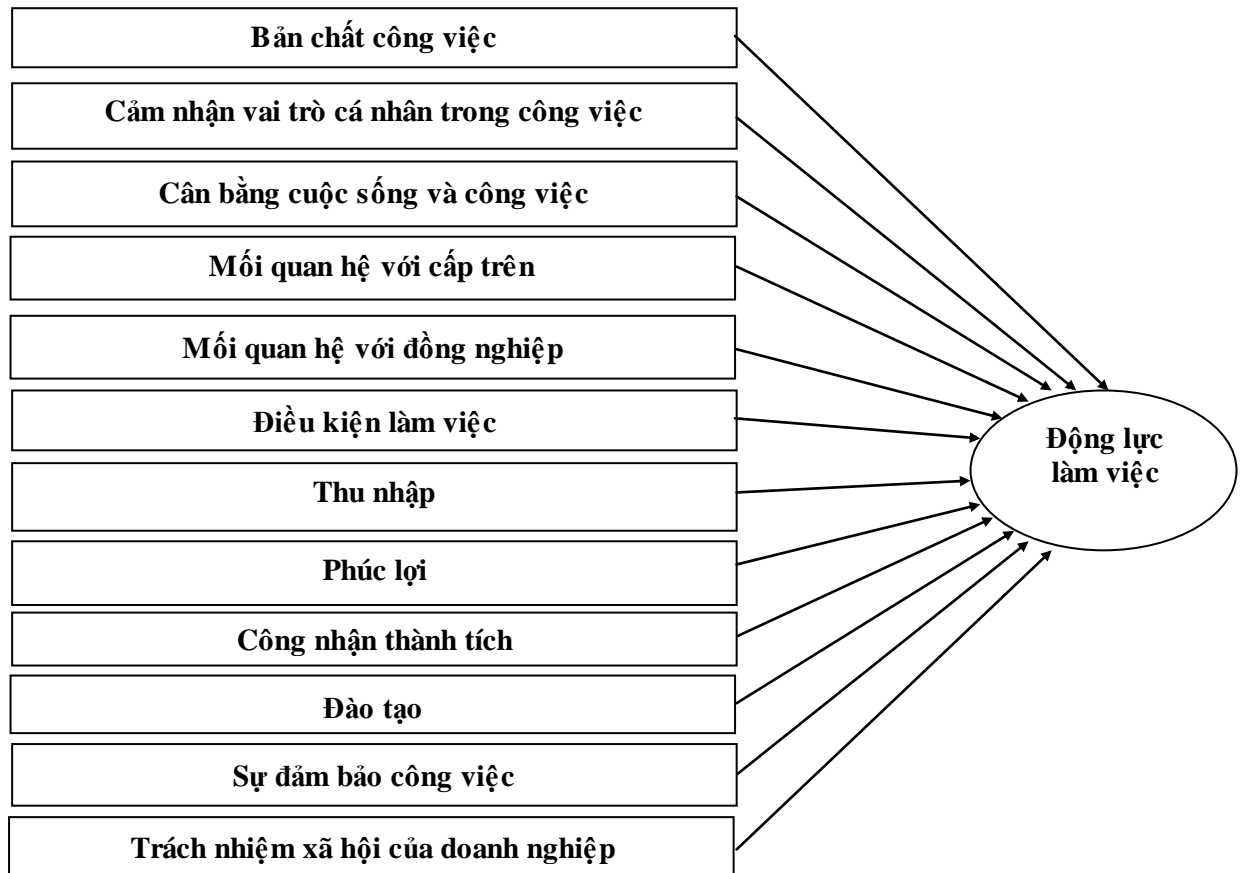 Bản chất công việc
Cảm nhận vai trò cá nhân trong công việc
Cân bằng cuộc sống và công việc
Mối quan hệ với cấp trên
Mối quan hệ với đồng nghiệp
Điều kiện làm việc
Thu nhập
Phúc lợi
Công nhận thành tích
Đào tạo
Sự đảm bảo công việc
Trách nhiệm xã hội của doanh nghiệp
Động lực
làm việc